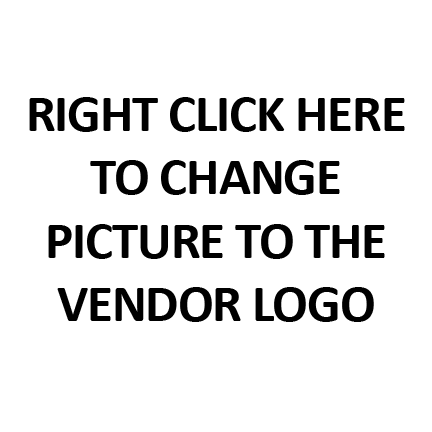 RIGHT CLICK HERE
TO CHANGE
PICTURE TO THE
VENDOR LOGO